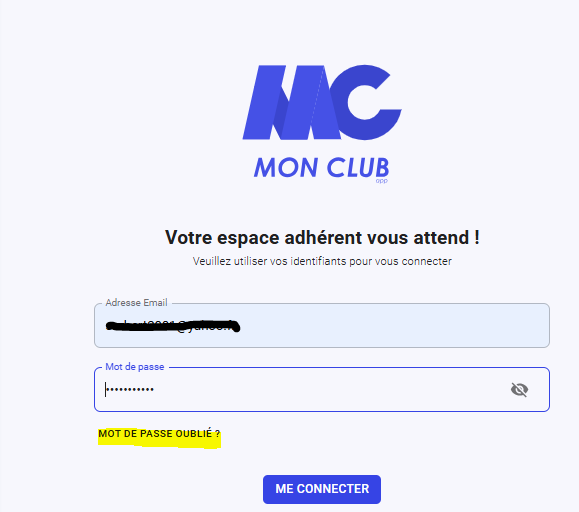 MC
MON CLUB
app
Votre espace adhérent vous attend !
Veuillez utiliser vos identifiants pour vous connecter
Adresse Email
Mot de passe
•••••••••••
MOT DE PASSE OUBLIÉ ?
ME CONNECTER